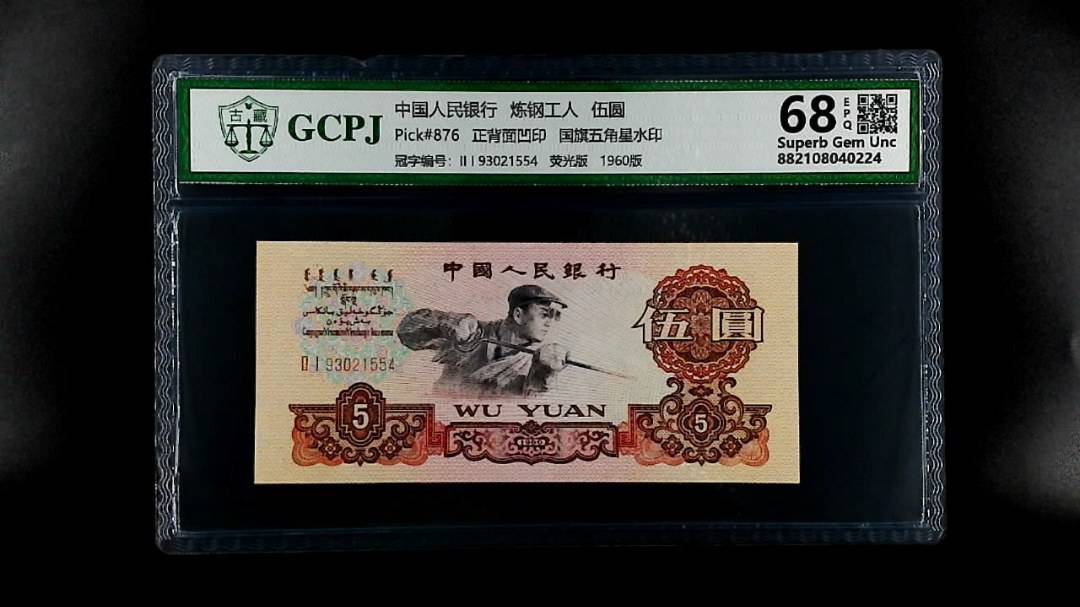 古藏
GCPJ
中国人民银行 炼钢工人 伍圆
Pick#876 正背面凹印 国旗五角星水印
冠字编号: II I 93021554 荧光版 1960版
68 EPQ
Superb Gem Unc
882108040224
中國人民銀行
伍圓
II I 93021554
5
WU YUAN
5
1960